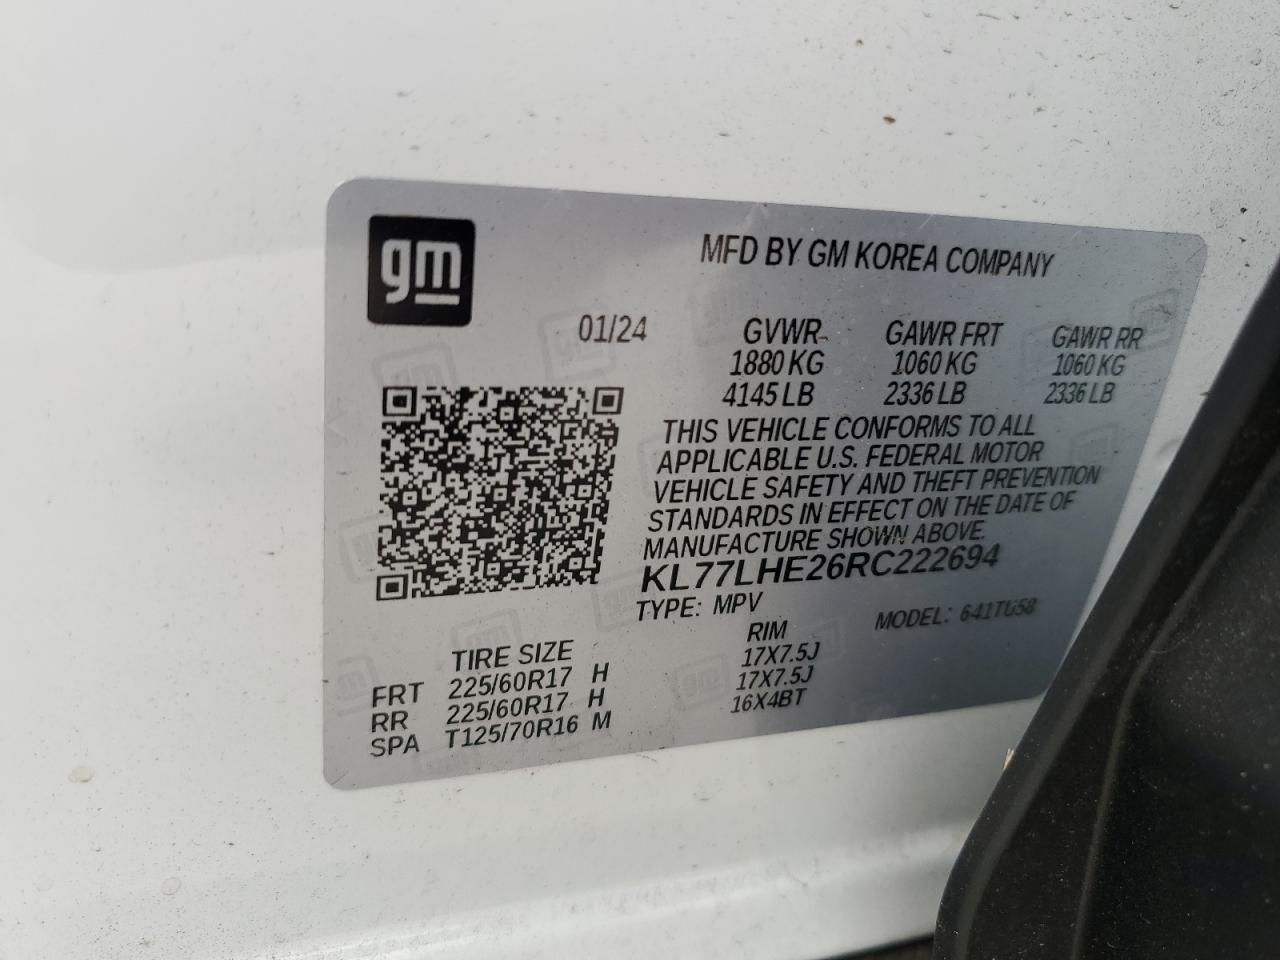 gm
MFD BY GM KOREA COMPANY
01/24 GVWR GAWR FRT GAWR RR
1880 KG 1060 KG 1060 KG
4145 LB 2336 LB 2336 LB
THIS VEHICLE CONFORMS TO ALL
APPLICABLE U.S. FEDERAL MOTOR
VEHICLE SAFETY AND THEFT PREVENTION
STANDARDS IN EFFECT ON THE DATE OF
MANUFACTURE SHOWN ABOVE.
KL77LHE26RC222694
TYPE: MPV MODEL: 641TU58
TIRE SIZE RIM
FRT 225/60R17 H 17X7.5J
RR 225/60R17 H 17X7.5J
SPA T125/70R16 M 16X4BT